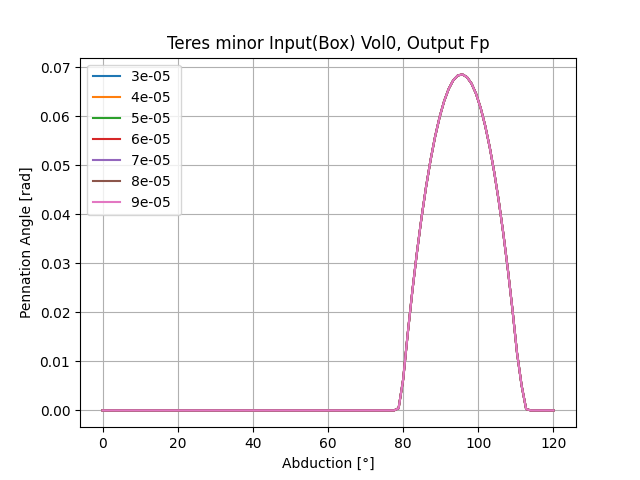 Teres minor Input(Box) Vol0, Output Fp
3e-05
4e-05
5e-05
6e-05
7e-05
8e-05
9e-05
0.07
0.06
0.05
0.04
0.03
0.02
0.01
0.00
Pennation Angle [rad]
0 20 40 60 80 100 120
Abduction [°]